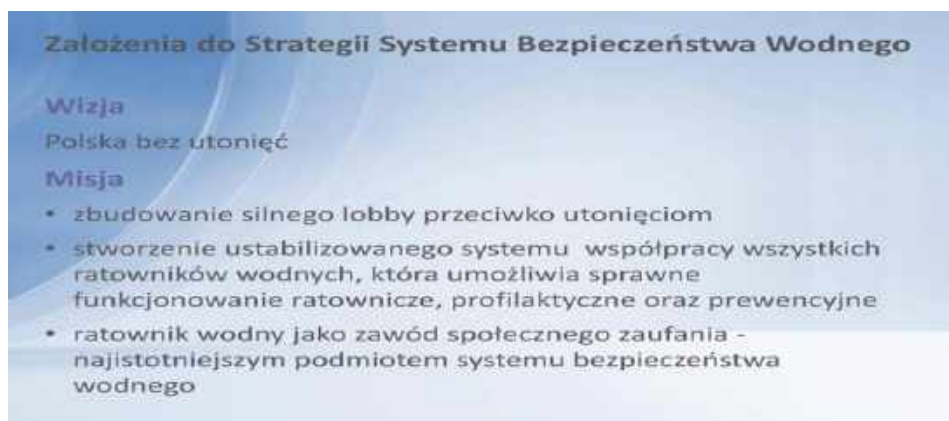 Założenia do Strategii Systemu Bezpieczeństwa Wodnego
Wizja
Polska bez utonięć
Misja
• zbudowanie silnego lobby przeciwko utonięciom
• stworzenie ustabilizowanego systemu współpracy wszystkich
ratowników wodnych, która umożliwia sprawne
funkcjonowanie ratownicze, profilaktyczne oraz prewencyjne
• ratownik wodny jako zawód społecznego zaufania -
najistotniejszym podmiotem systemu bezpieczeństwa
wodnego